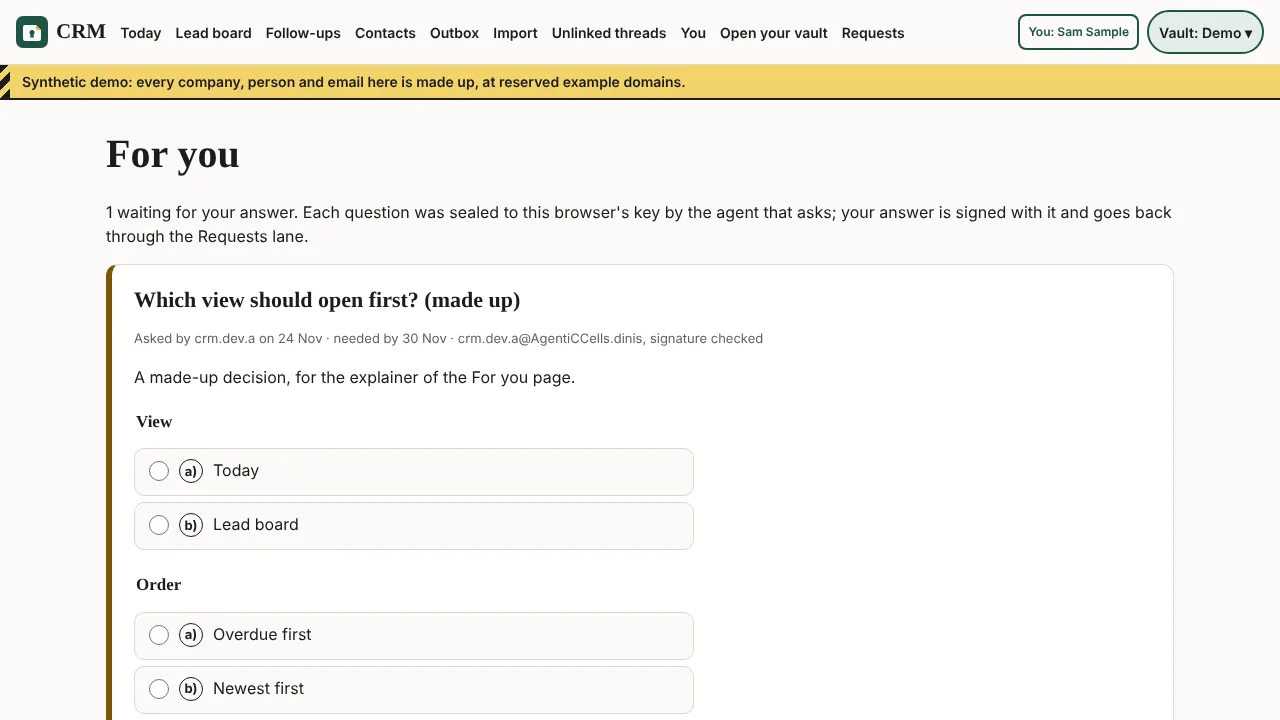 CRM Today Lead board Follow-ups Contacts Outbox Import Unlinked threads You Open your vault Requests You: Sam Sample Vault: Demo ▾
Synthetic demo: every company, person and email here is made up, at reserved example domains.
For you
1 waiting for your answer. Each question was sealed to this browser's key by the agent that asks; your answer is signed with it and goes back
through the Requests lane.
Which view should open first? (made up)
Asked by crm.dev.a on 24 Nov · needed by 30 Nov · crm.dev.a@AgentiCCells.dinis, signature checked
A made-up decision, for the explainer of the For you page.
View
a) Today
b) Lead board
Order
a) Overdue first
b) Newest first